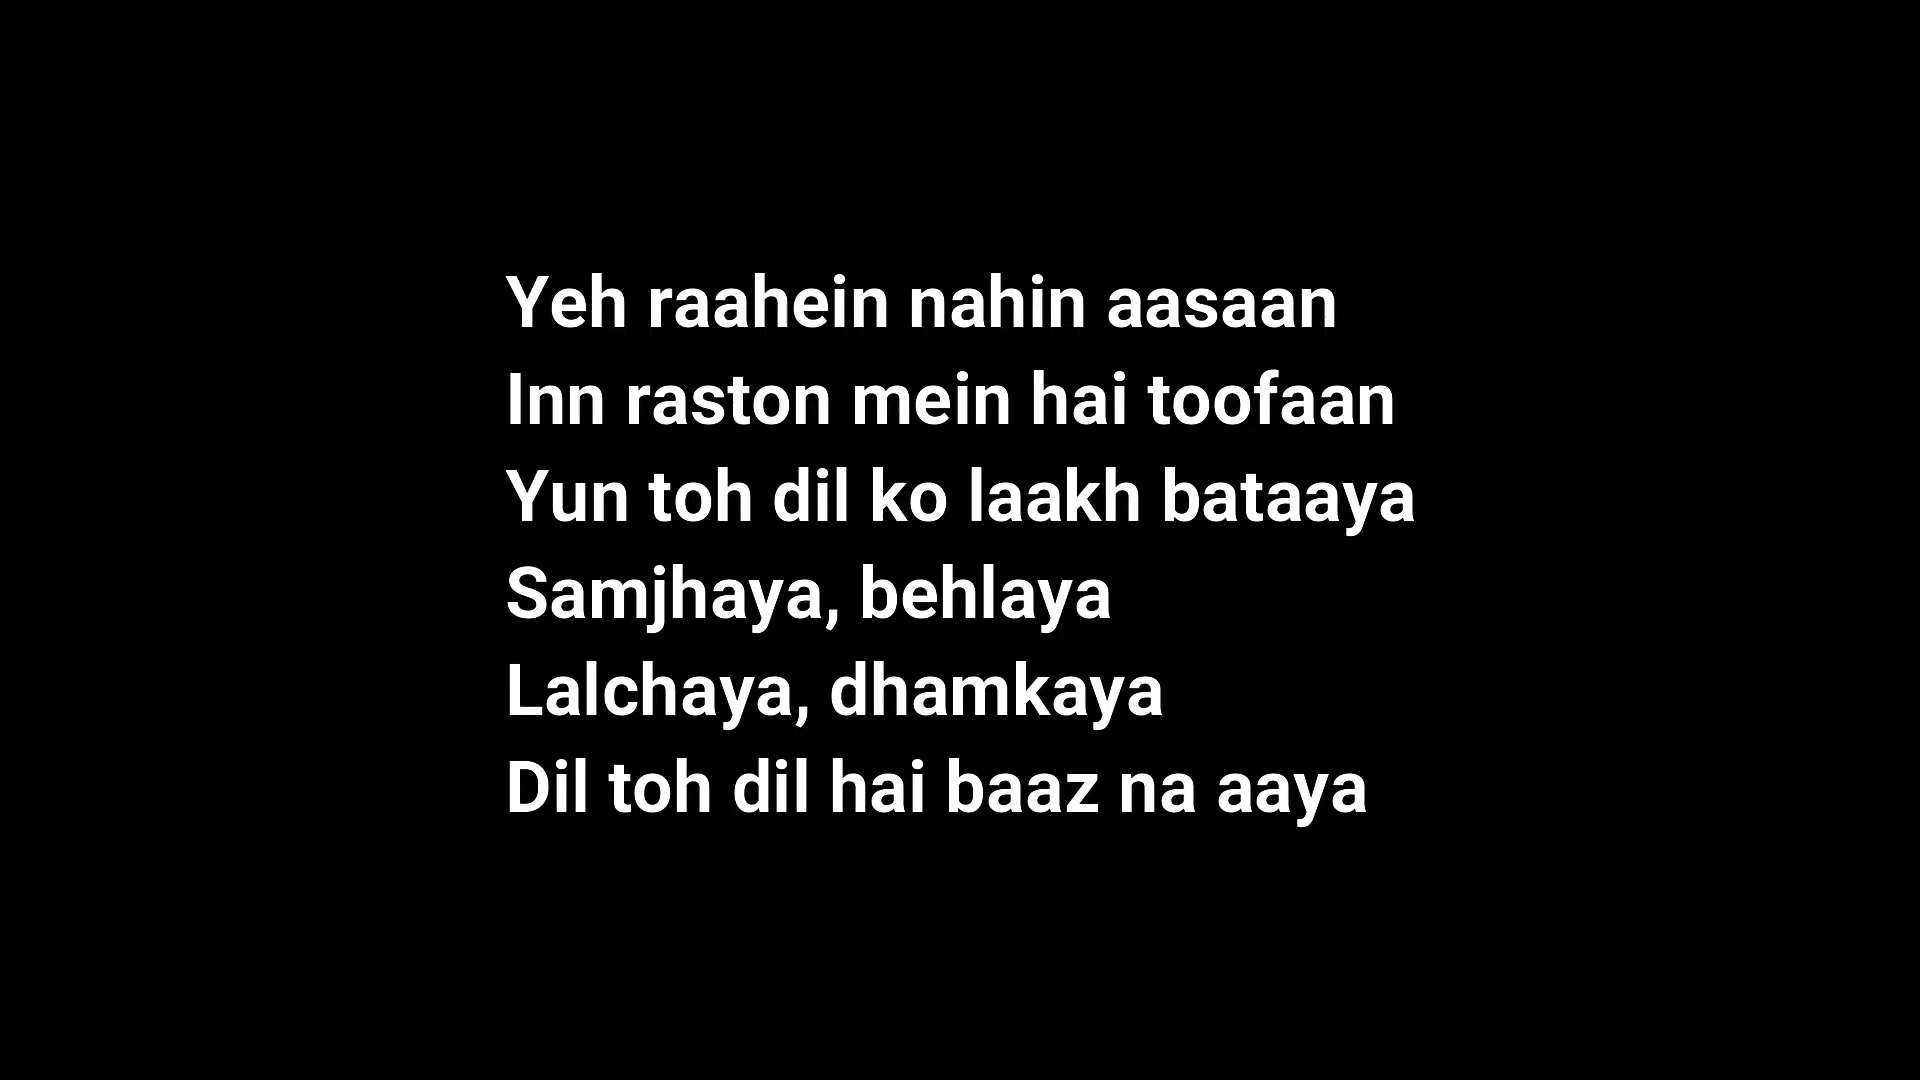 Yeh raahein nahin aasaan
Inn raston mein hai toofaan
Yun toh dil ko laakh bataaya
Samjhaya, behlaya
Lalchaya, dhamkaya
Dil toh dil hai baaz na aaya